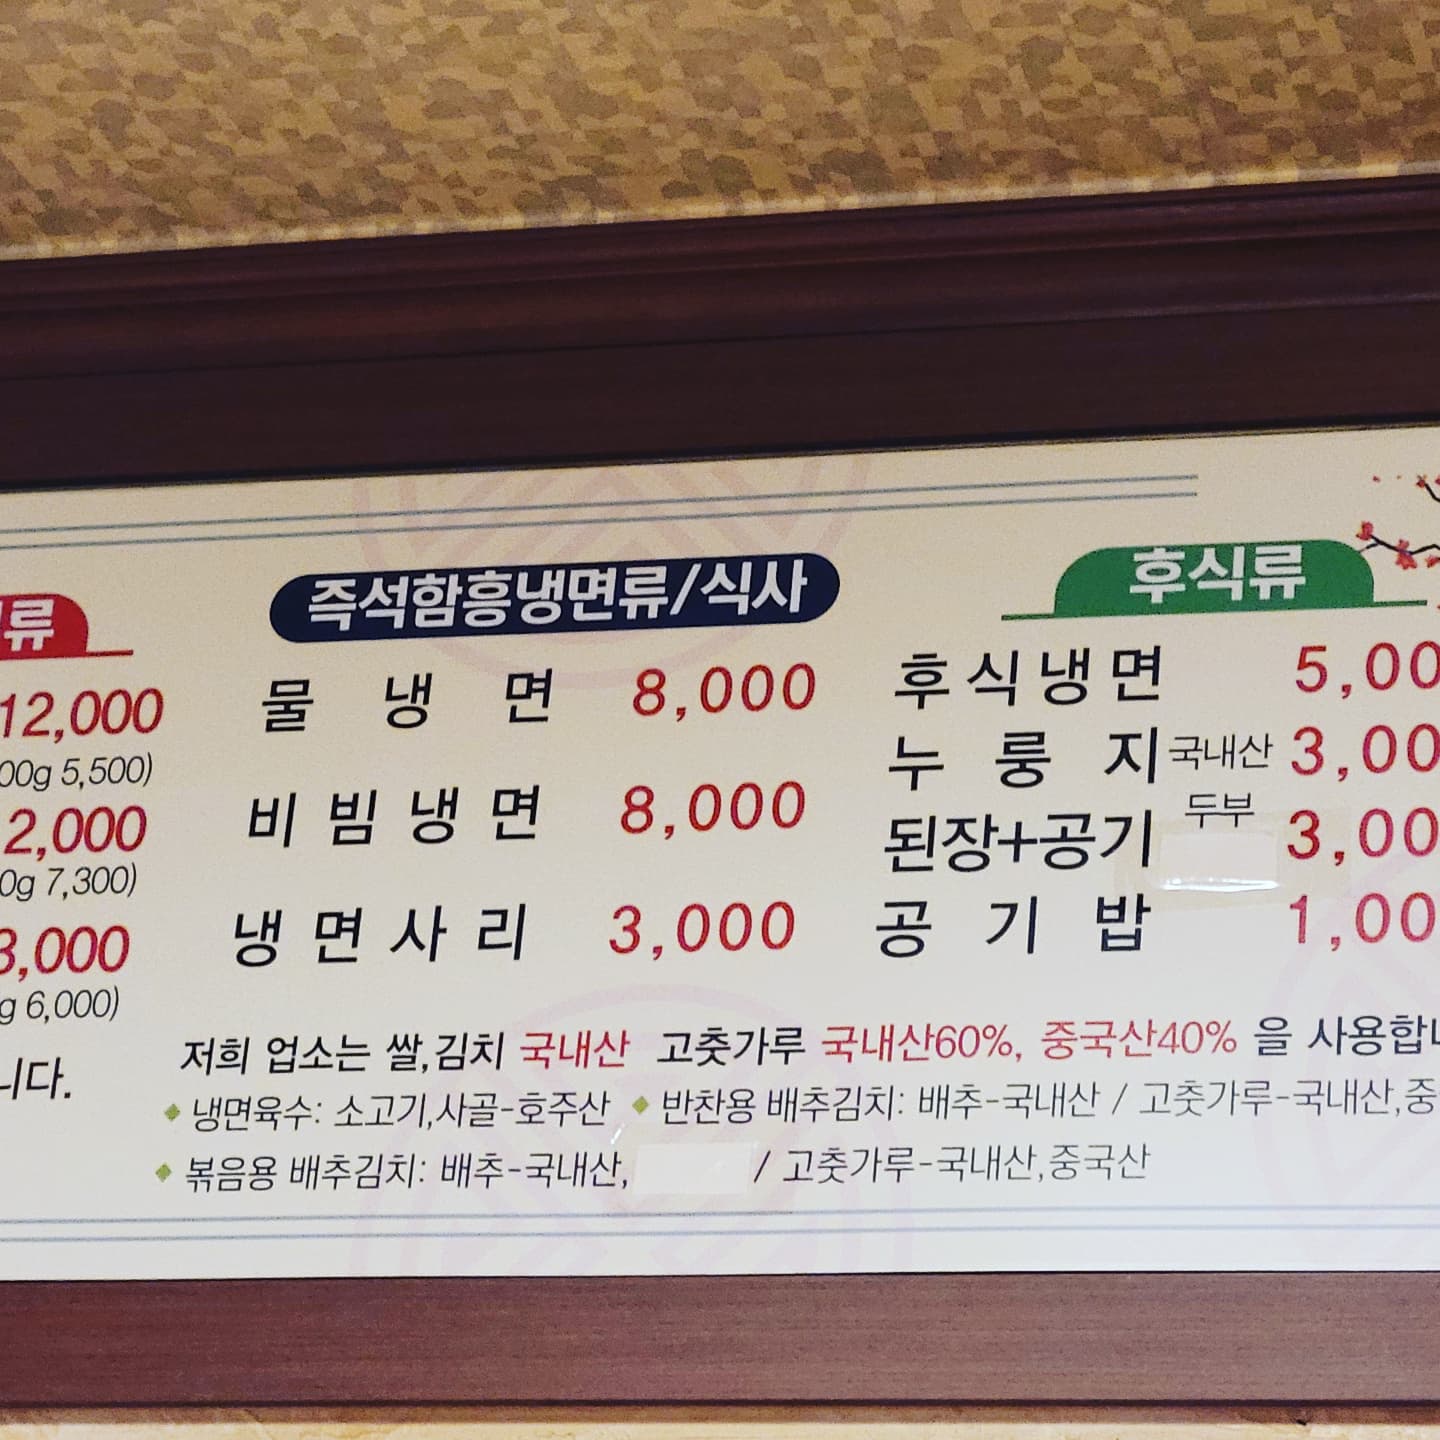 류
12,000
00g 5,500)
2,000
0g 7,300)
3,000
g 6,000)
니다.
즉석함흥냉면류/식사
물냉면 8,000
비빔냉면 8,000
냉면사리 3,000
후식류
후식냉면 5,00
누룽지 국내산 3,00
된장+공기 두부 3,00
공기밥 1,00
저희 업소는 쌀,김치 국내산 고춧가루 국내산60%, 중국산40% 을 사용합니
냉면육수: 소고기,사골-호주산 반찬용 배추김치: 배추-국내산 / 고춧가루-국내산,중
볶음용 배추김치: 배추-국내산, / 고춧가루-국내산,중국산